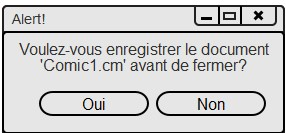 Alert!
Voulez-vous enregistrer le document
'Comic1.cm' avant de fermer?
Oui Non